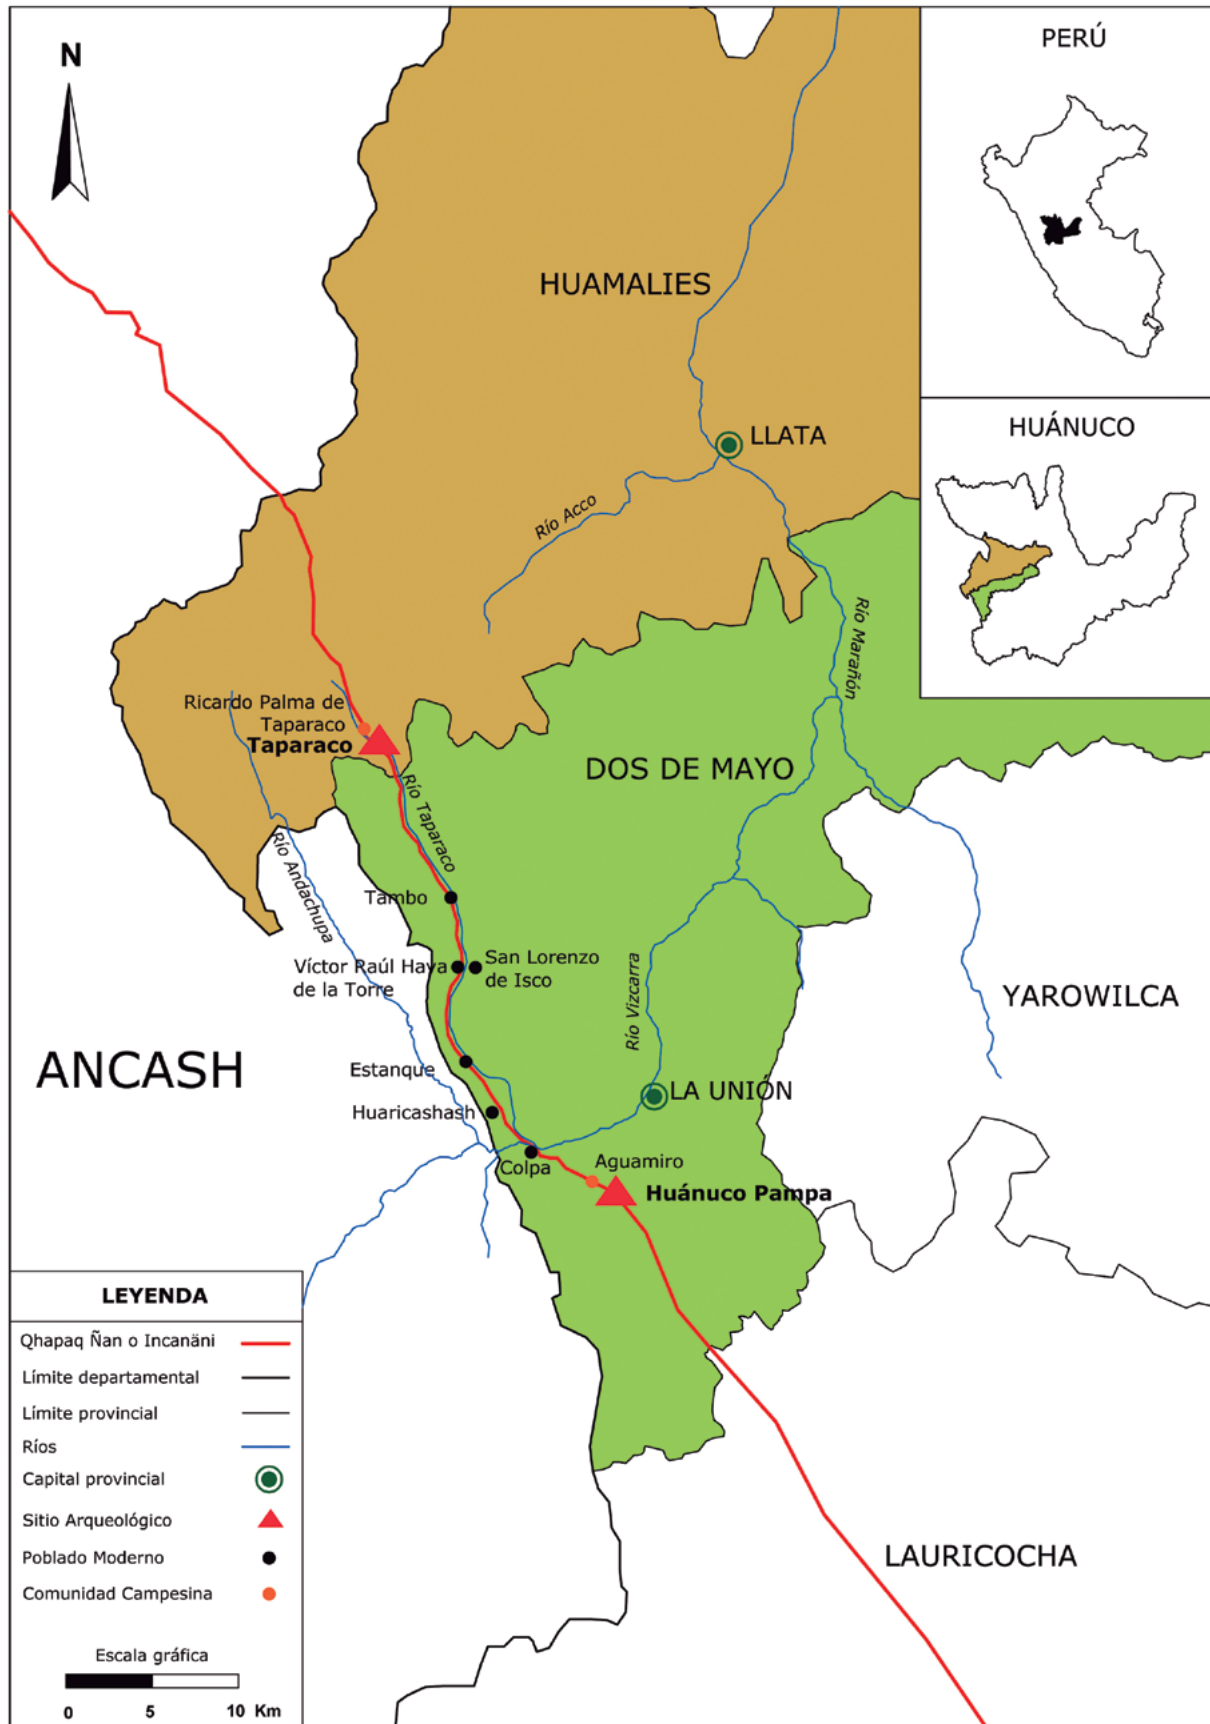 N
PERÚ
HUÁNUCO
HUAMALIES
LLATA
Río Acco
Río Marañón
Ricardo Palma de
Taparaco
Taparaco
DOS DE MAYO
Río Taparaco
Río Andachupa
Tambo
Víctor Raúl Haya
de la Torre
San Lorenzo
de Isco
Río Vizcarra
YAROWILCA
ANCASH
Estanque
LA UNIÓN
Huaricashash
Colpa
Aguamiro
Huánuco Pampa
LAURICOCHA
LEYENDA
Qhapaq Ñan o Incanäni
Límite departamental
Límite provincial
Ríos
Capital provincial
Sitio Arqueológico
Poblado Moderno
Comunidad Campesina
Escala gráfica
0 5 10 Km